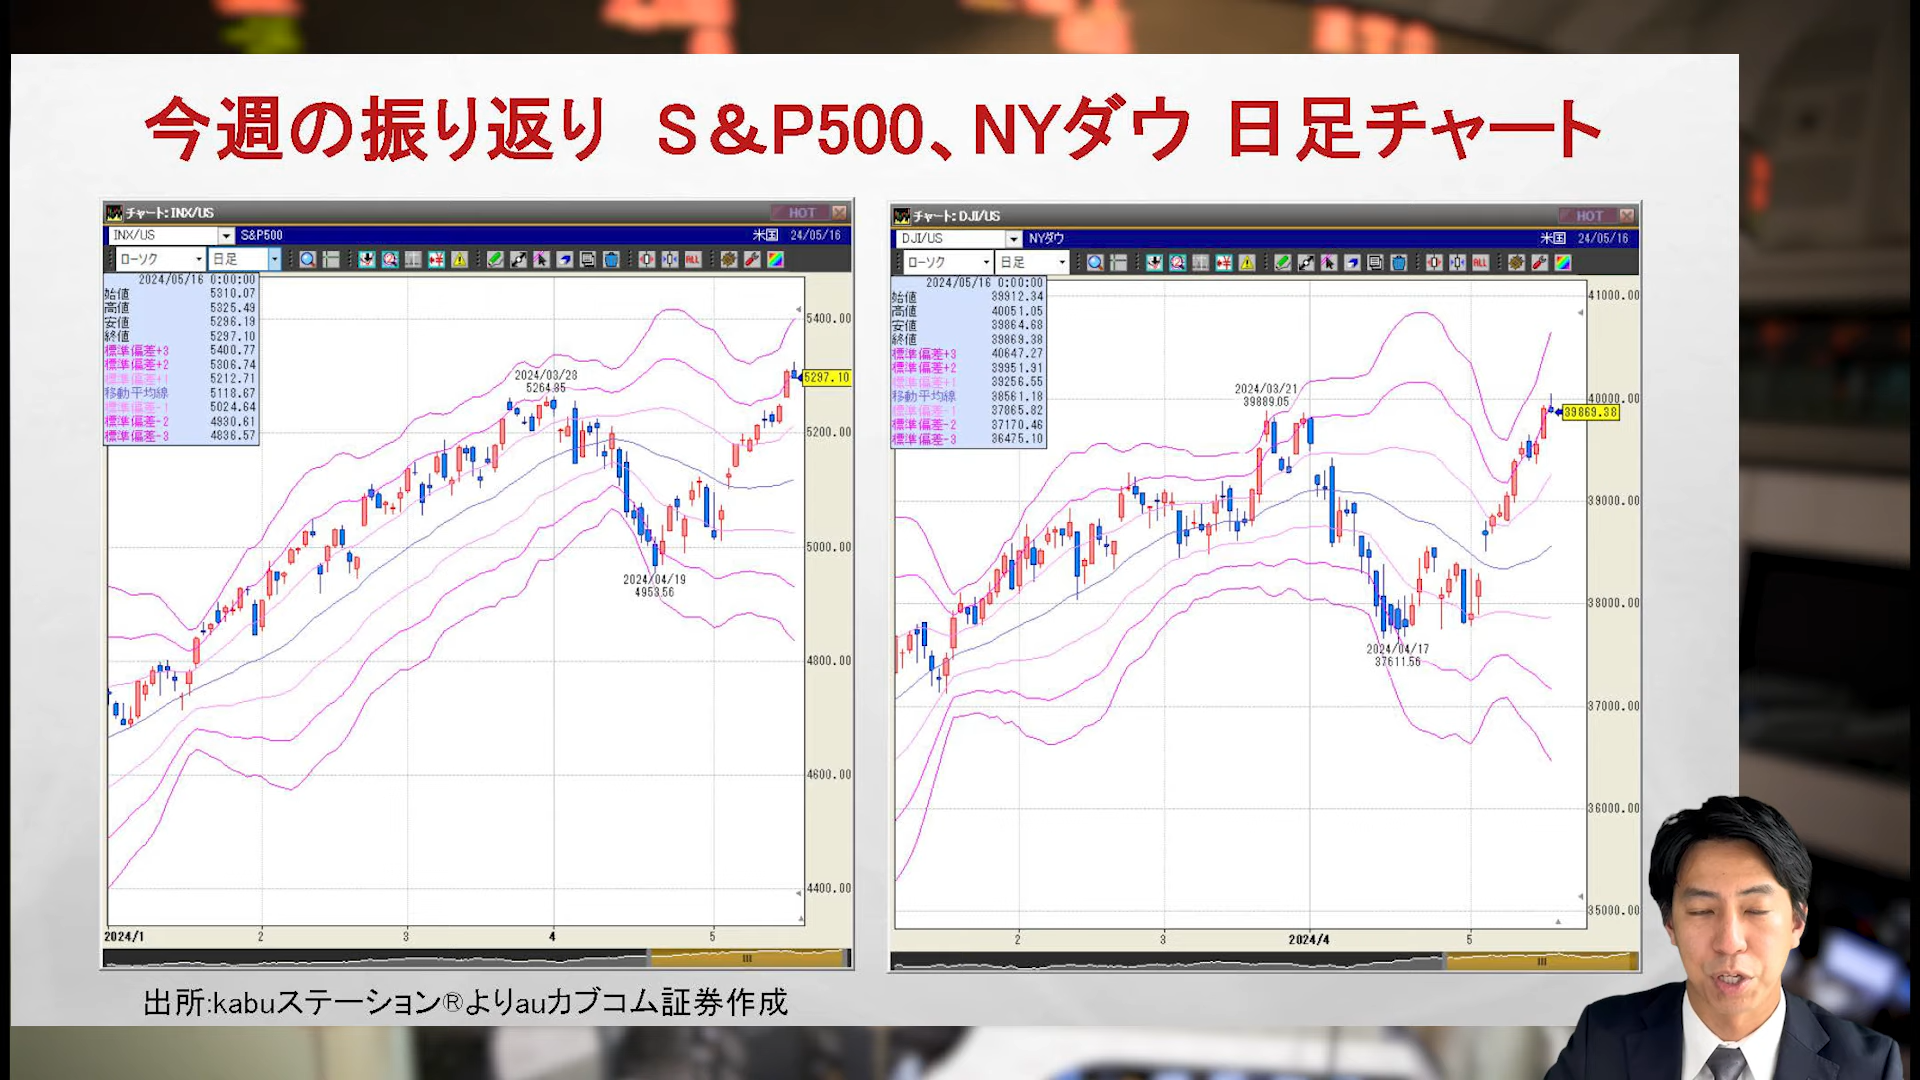 今週の振り返り　S&P500、NYダウ 日足チャート
チャート:INX/US
HOT
INX/US
S&P500
米国 24/05/16
ローソク
日足
ALL
2024/05/16 0:00:00
始値 5310.07
高値 5325.49
安値 5296.19
終値 5297.10
標準偏差+3 5400.77
標準偏差+2 5306.74
標準偏差+1 5212.71
移動平均線 5118.67
標準偏差-1 5024.64
標準偏差-2 4930.61
標準偏差-3 4836.57
2024/03/28
5264.85
2024/04/19
4953.56
5400.00
5297.10
5200.00
5000.00
4800.00
4600.00
4400.00
2024/1 2 3 4 5
チャート:DJI/US
HOT
DJI/US
NYダウ
米国 24/05/16
ローソク
日足
ALL
2024/05/16 0:00:00
始値 39912.34
高値 40051.05
安値 39864.68
終値 39869.38
標準偏差+3 40647.27
標準偏差+2 39951.91
標準偏差+1 39256.55
移動平均線 38561.18
標準偏差-1 37865.82
標準偏差-2 37170.46
標準偏差-3 36475.10
2024/03/21
39889.05
2024/04/17
37611.56
41000.00
40000.00
39869.38
39000.00
38000.00
37000.00
36000.00
35000.00
2 3 2024/4 5
出所:kabuステーション®よりauカブコム証券作成